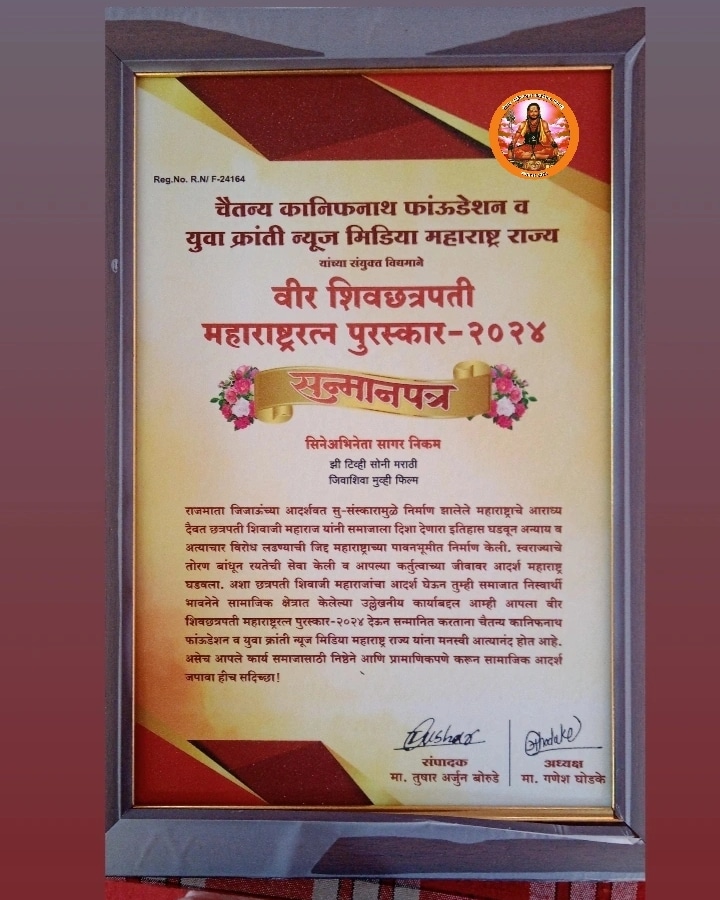 Reg.No. R.N/ F-24164
चैतन्य कानिफनाथ फांऊडेशन व
युवा क्रांती न्यूज मिडिया महाराष्ट्र राज्य
यांच्या संयुक्त विद्यमाने
वीर शिवछत्रपती
महाराष्ट्ररत्न पुरस्कार-२०२४
सन्मानपत्र
सिनेअभिनेता सागर निकम
झी टिव्ही सोनी मराठी
जिवाशिवा मुव्ही फिल्म
राजमाता जिजाऊंच्या आदर्शवत सु-संस्कारामुळे निर्माण झालेले महाराष्ट्राचे आराध्य
दैवत छत्रपती शिवाजी महाराज यांनी समाजाला दिशा देणारा इतिहास घडवून अन्याय व
अत्याचार विरोध लढण्याची जिद्द महाराष्ट्राच्या पावनभूमीत निर्माण केली. स्वराज्याचे
तोरण बांधून रयतेची सेवा केली व आपल्या कर्तुत्वाच्या जीवावर आदर्श महाराष्ट्र
घडवला. अशा छत्रपती शिवाजी महाराजांचा आदर्श घेऊन तुम्ही समाजात निस्वार्थी
भावनेने सामाजिक क्षेत्रात केलेल्या उल्लेखनीय कार्याबद्दल आम्ही आपला वीर
शिवछत्रपती महाराष्ट्ररत्न पुरस्कार-२०२४ देऊन सन्मानित करताना चैतन्य कानिफनाथ
फांऊडेशन व युवा क्रांती न्यूज मिडिया महाराष्ट्र राज्य यांना मनस्वी आत्यानंद होत आहे.
असेच आपले कार्य समाजासाठी निष्ठेने आणि प्रामाणिकपणे करून सामाजिक आदर्श
जपावा हीच सदिच्छा!
संपादक
मा. तुषार अर्जुन बोरुडे
अध्यक्ष
मा. गणेश घोडके